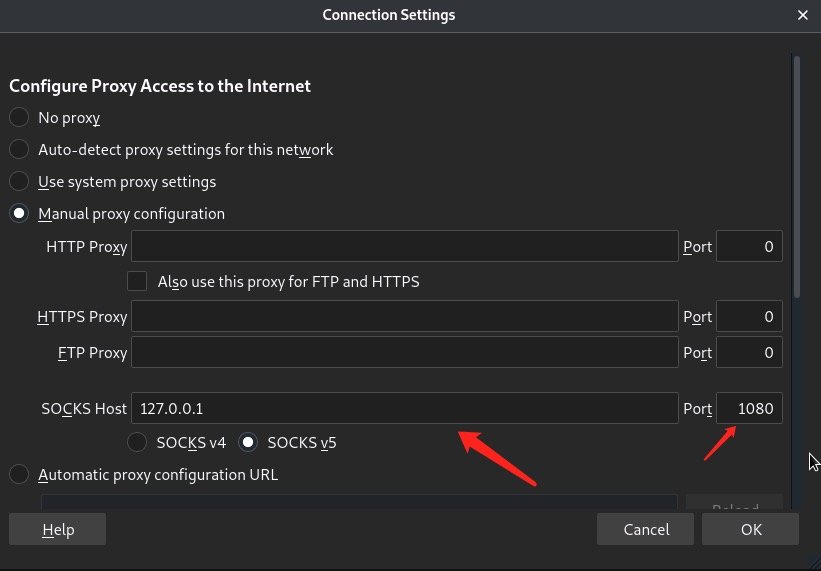 Connection Settings
Configure Proxy Access to the Internet
No proxy
Auto-detect proxy settings for this network
Use system proxy settings
Manual proxy configuration
HTTP Proxy Port 0
Also use this proxy for FTP and HTTPS
HTTPS Proxy Port 0
FTP Proxy Port 0
SOCKS Host 127.0.0.1 Port 1080
SOCKS v4 SOCKS v5
Automatic proxy configuration URL
Reload
Help Cancel OK